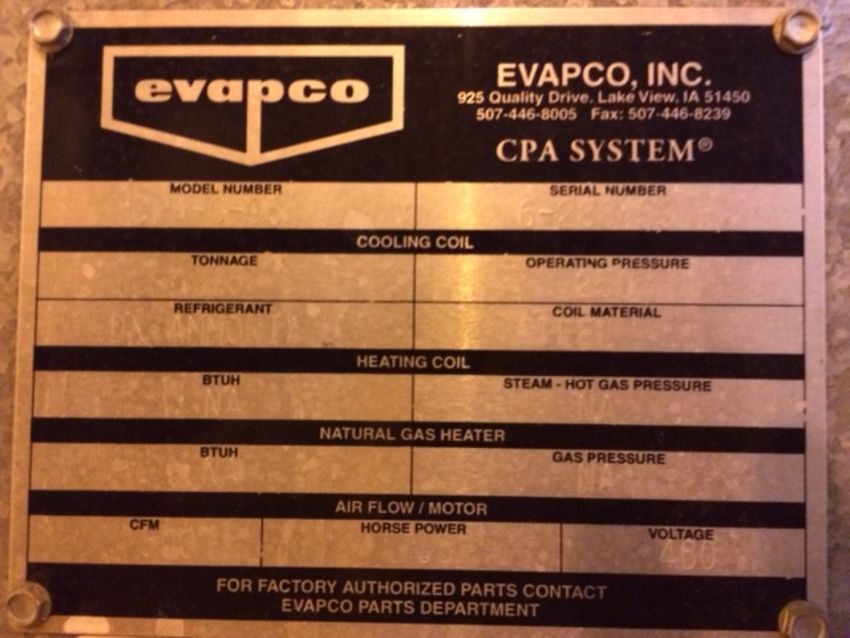 evapco
EVAPCO, INC.
925 Quality Drive, Lake View, IA 51450
507-446-8005 Fax: 507-446-8239
CPA SYSTEM®
MODEL NUMBER SERIAL NUMBER
COOLING COIL
TONNAGE OPERATING PRESSURE
REFRIGERANT COIL MATERIAL
HEATING COIL
BTUH STEAM - HOT GAS PRESSURE
NA
NATURAL GAS HEATER
BTUH GAS PRESSURE
AIR FLOW / MOTOR
CFM HORSE POWER VOLTAGE
460
FOR FACTORY AUTHORIZED PARTS CONTACT
EVAPCO PARTS DEPARTMENT